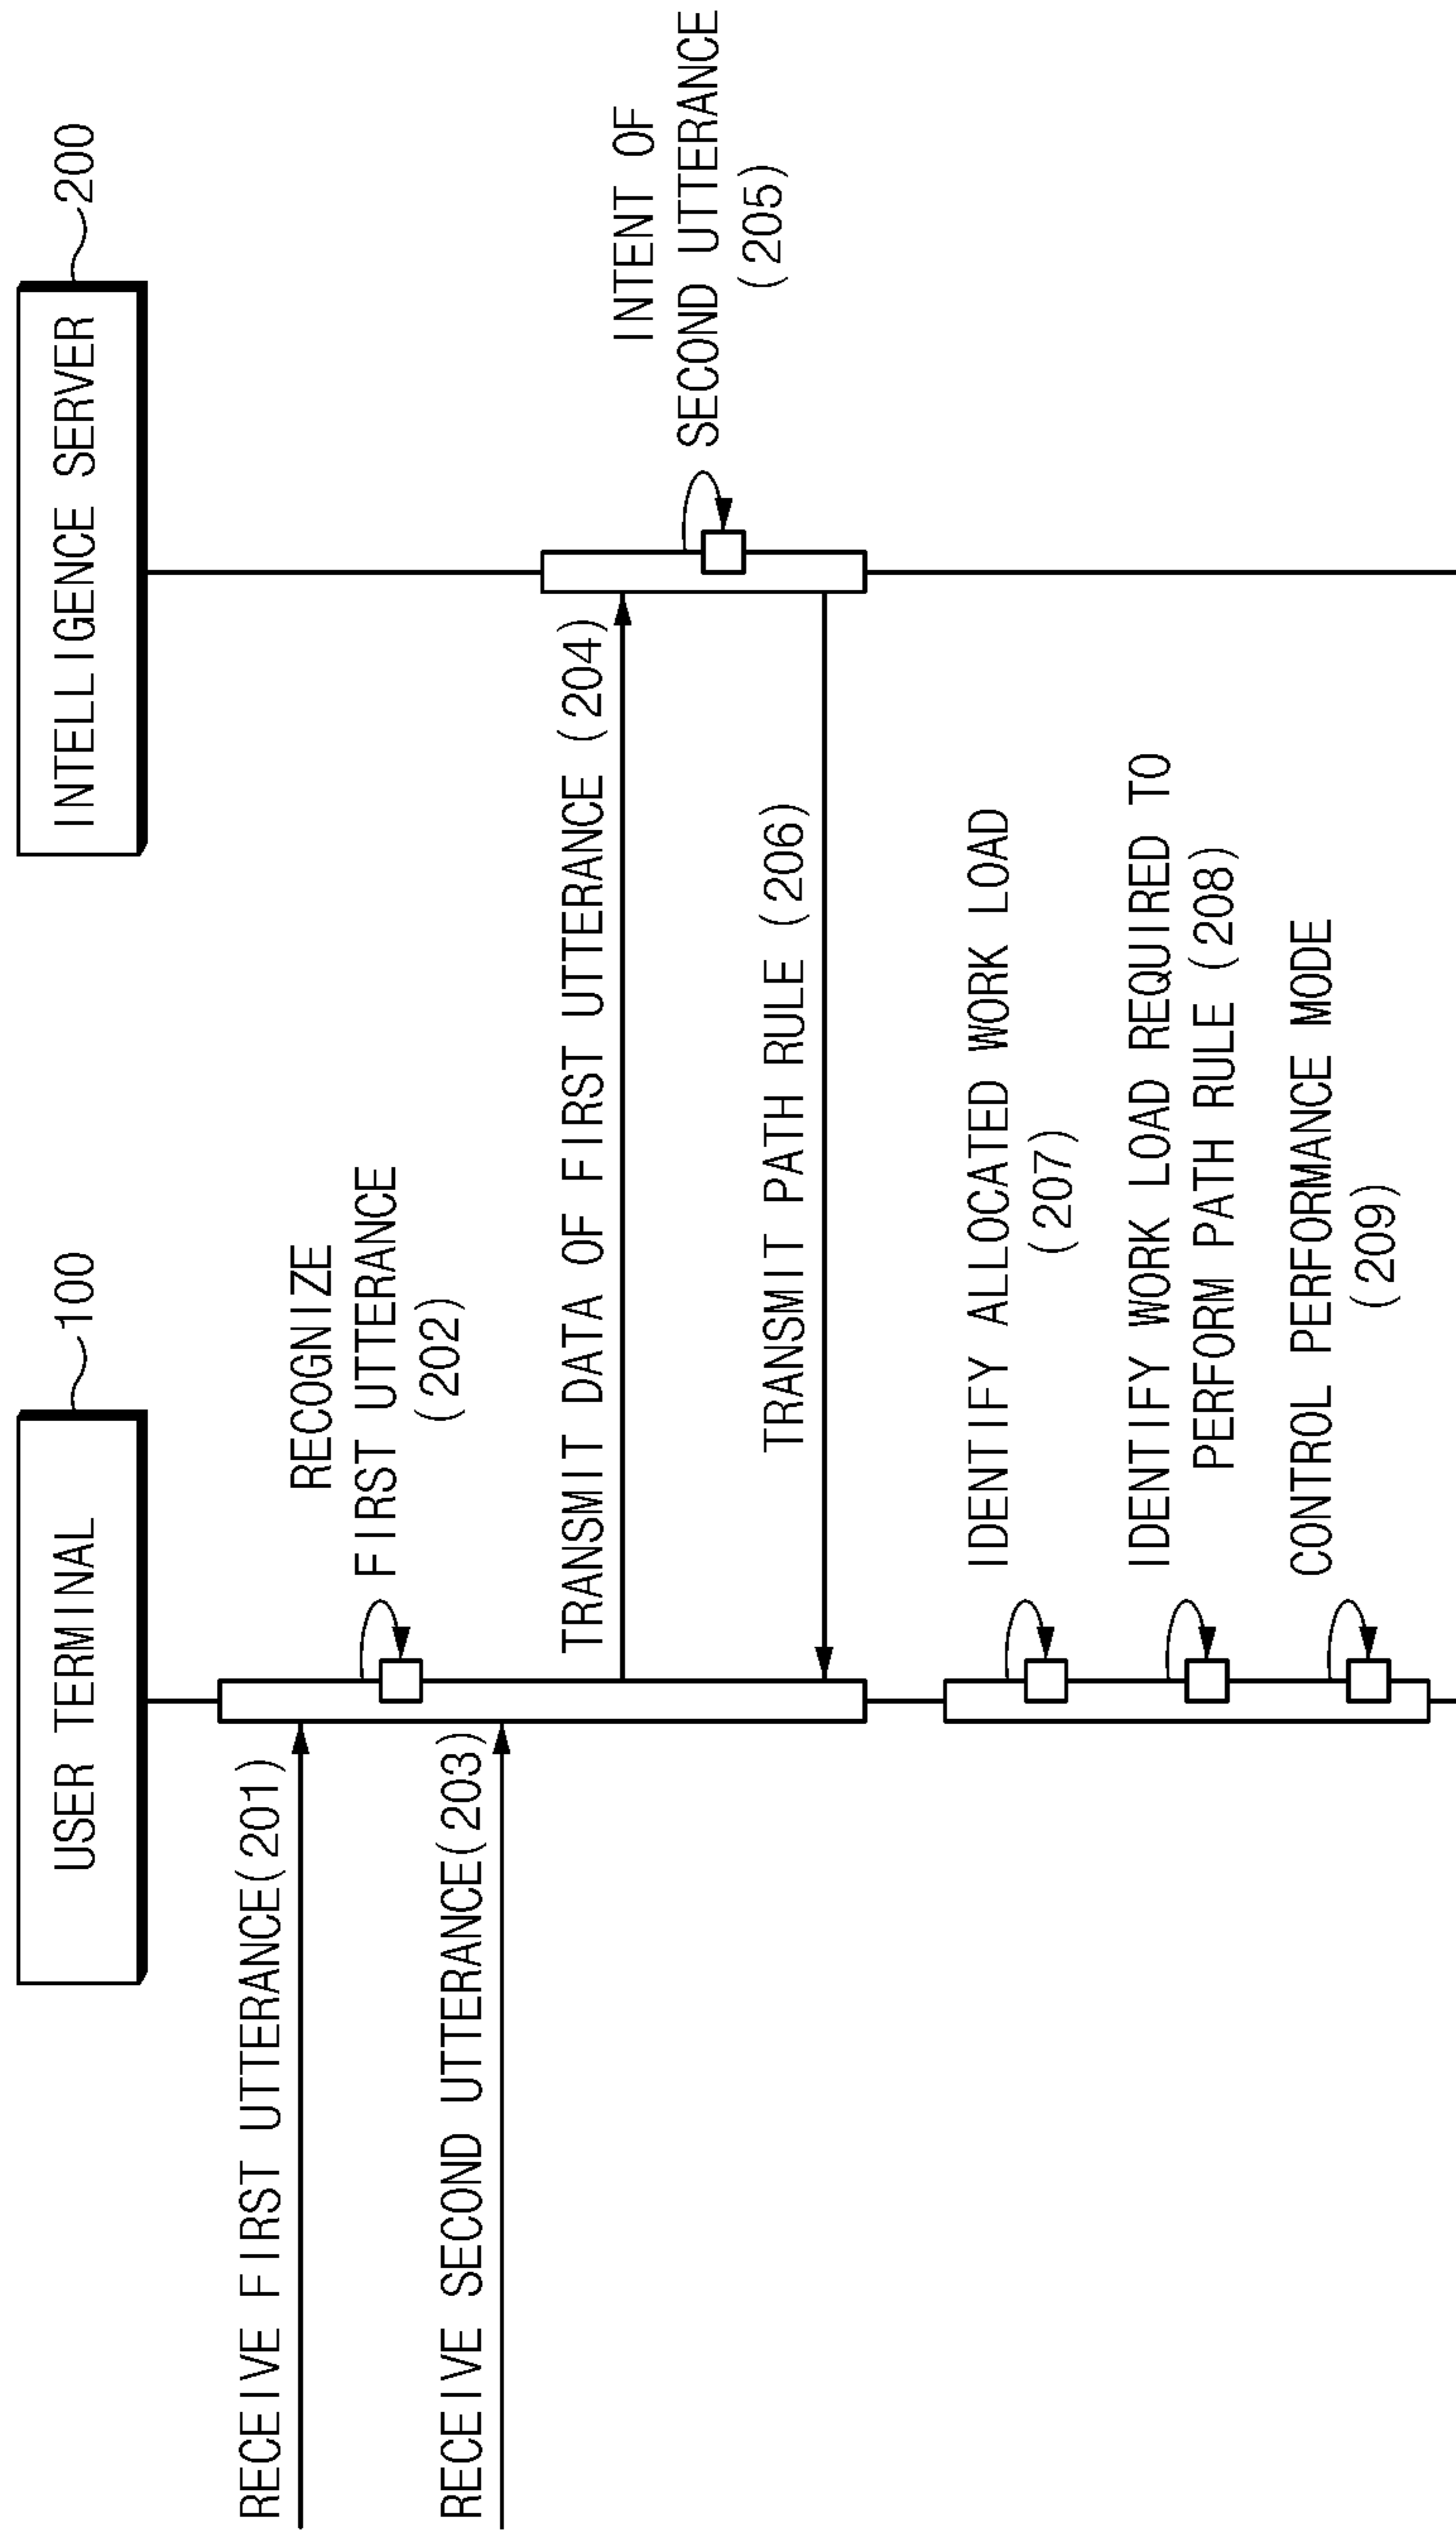 USER TERMINAL
100
INTELLIGENCE SERVER
200
RECEIVE FIRST UTTERANCE(201)
RECOGNIZE
FIRST UTTERANCE
(202)
RECEIVE SECOND UTTERANCE(203)
TRANSMIT DATA OF FIRST UTTERANCE (204)
INTENT OF
SECOND UTTERANCE
(205)
TRANSMIT PATH RULE (206)
IDENTIFY ALLOCATED WORK LOAD
(207)
IDENTIFY WORK LOAD REQUIRED TO
PERFORM PATH RULE (208)
CONTROL PERFORMANCE MODE
(209)